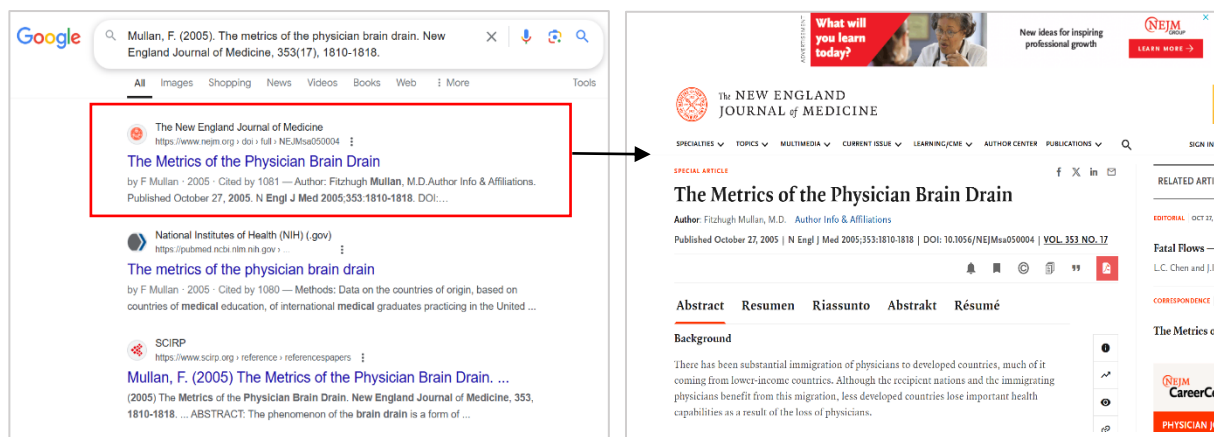 Google
Mullan, F. (2005). The metrics of the physician brain drain. New
England Journal of Medicine, 353(17), 1810-1818.
All Images Shopping News Videos Books Web More Tools
The New England Journal of Medicine
https://www.nejm.org › doi › full › NEJMsa050004
The Metrics of the Physician Brain Drain
by F Mullan · 2005 · Cited by 1081 — Author: Fitzhugh Mullan, M.D.Author Info & Affiliations.
Published October 27, 2005. N Engl J Med 2005;353:1810-1818. DOI:...
National Institutes of Health (NIH) (.gov)
https://pubmed.ncbi.nlm.nih.gov › ...
The metrics of the physician brain drain
by F Mullan · 2005 · Cited by 1080 — Methods: Data on the countries of origin, based on
countries of medical education, of international medical graduates practicing in the United ...
SCIRP
https://www.scirp.org › reference › referencespapers
Mullan, F. (2005) The Metrics of the Physician Brain Drain. ...
(2005) The Metrics of the Physician Brain Drain. New England Journal of Medicine, 353,
1810-1818. ... ABSTRACT: The phenomenon of the brain drain is a form of ...
ADVERTISEMENT
What will
you learn
today?
New ideas for inspiring
professional growth
NEJM
GROUP
LEARN MORE →
The NEW ENGLAND
JOURNAL of MEDICINE
SPECIALTIES TOPICS MULTIMEDIA CURRENT ISSUE LEARNING/CME AUTHOR CENTER PUBLICATIONS SIGN IN
SPECIAL ARTICLE
The Metrics of the Physician Brain Drain
Author: Fitzhugh Mullan, M.D. Author Info & Affiliations
Published October 27, 2005 | N Engl J Med 2005;353:1810-1818 | DOI: 10.1056/NEJMsa050004 | VOL. 353 NO. 17
Abstract Resumen Riassunto Abstrakt Résumé
Background
There has been substantial immigration of physicians to developed countries, much of it
coming from lower-income countries. Although the recipient nations and the immigrating
physicians benefit from this migration, less developed countries lose important health
capabilities as a result of the loss of physicians.
RELATED ARTI
EDITORIAL OCT 27,
Fatal Flows —
L.C. Chen and J.
CORRESPONDENCE
The Metrics o
NEJM
CareerCe
PHYSICIAN J